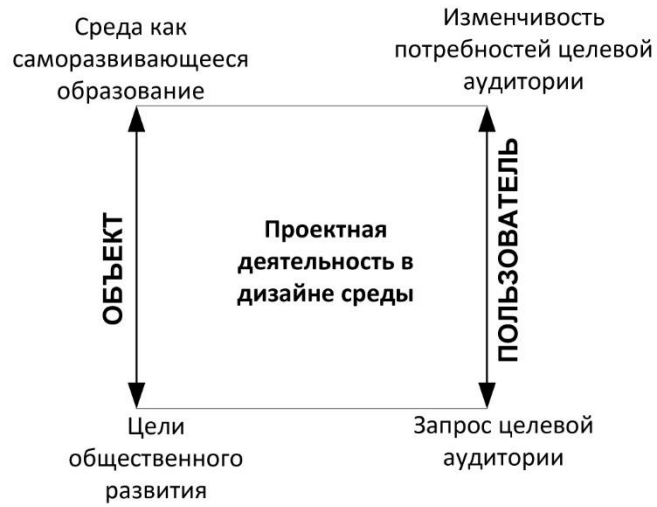 Среда как
саморазвивающееся
образование
Изменчивость
потребностей целевой
аудитории
ОБЪЕКТ
Проектная
деятельность в
дизайне среды
ПОЛЬЗОВАТЕЛЬ
Цели
общественного
развития
Запрос целевой
аудитории